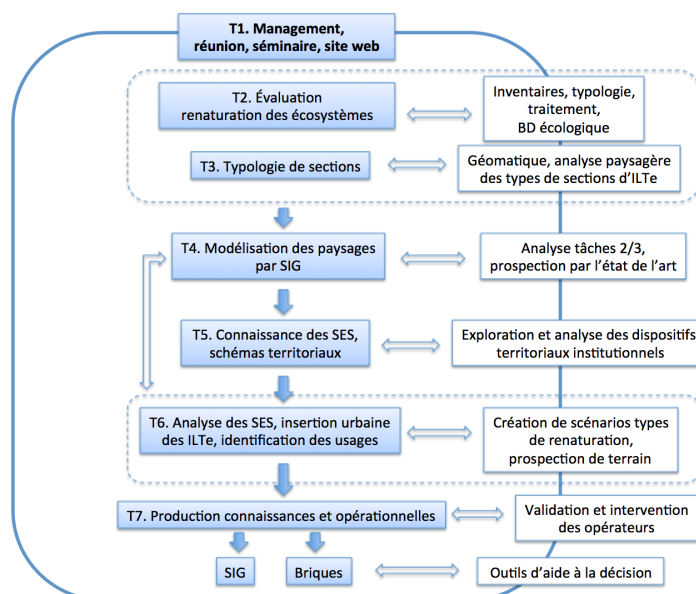 T1. Management,
réunion, séminaire, site web
T2. Évaluation
renaturation des écosystèmes
Inventaires, typologie,
traitement,
BD écologique
T3. Typologie de sections
Géomatique, analyse paysagère
des types de sections d'ILTe
T4. Modélisation des paysages
par SIG
Analyse tâches 2/3,
prospection par l'état de l'art
T5. Connaissance des SES,
schémas territoriaux
Exploration et analyse des dispositifs
territoriaux institutionnels
T6. Analyse des SES, insertion urbaine
des ILTe, identification des usages
Création de scénarios types
de renaturation,
prospection de terrain
T7. Production connaissances et opérationnelles
Validation et intervention
des opérateurs
SIG
Briques
Outils d'aide à la décision